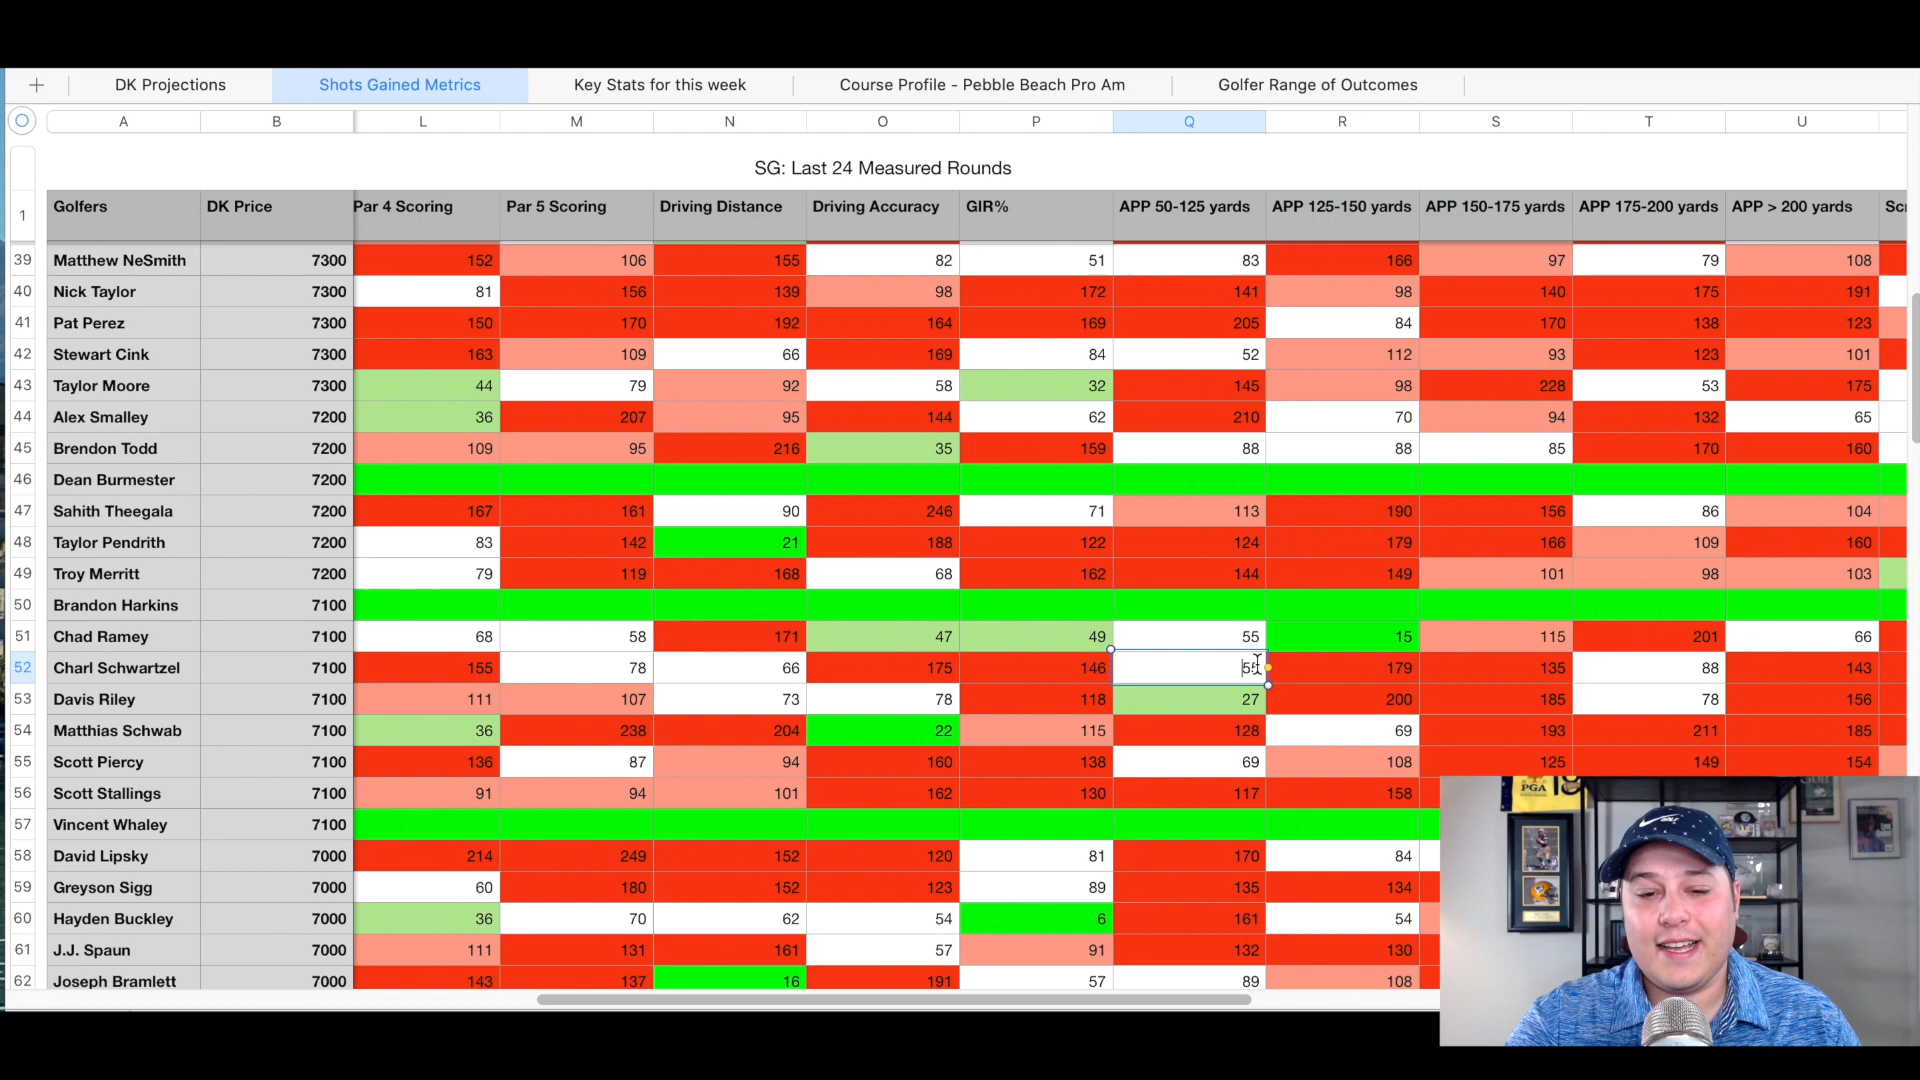 DK Projections Shots Gained Metrics Key Stats for this week Course Profile - Pebble Beach Pro Am Golfer Range of Outcomes
A B L M N O P Q R S T U
SG: Last 24 Measured Rounds
1 Golfers DK Price Par 4 Scoring Par 5 Scoring Driving Distance Driving Accuracy GIR% APP 50-125 yards APP 125-150 yards APP 150-175 yards APP 175-200 yards APP > 200 yards Scr
39 Matthew NeSmith 7300 152 106 155 82 51 83 166 97 79 108
40 Nick Taylor 7300 81 156 139 98 172 141 98 140 175 191
41 Pat Perez 7300 150 170 192 164 169 205 84 170 138 123
42 Stewart Cink 7300 163 109 66 169 84 52 112 93 123 101
43 Taylor Moore 7300 44 79 92 58 32 145 98 228 53 175
44 Alex Smalley 7200 36 207 95 144 62 210 70 94 132 65
45 Brendon Todd 7200 109 95 216 35 159 88 88 85 170 160
46 Dean Burmester 7200
47 Sahith Theegala 7200 167 161 90 246 71 113 190 156 86 104
48 Taylor Pendrith 7200 83 142 21 188 122 124 179 166 109 160
49 Troy Merritt 7200 79 119 168 68 162 144 149 101 98 103
50 Brandon Harkins 7100
51 Chad Ramey 7100 68 58 171 47 49 55 15 115 201 66
52 Charl Schwartzel 7100 155 78 66 175 146 179 135 88 143
53 Davis Riley 7100 111 107 73 78 118 27 200 185 78 156
54 Matthias Schwab 7100 36 238 204 22 115 128 69 193 211 185
55 Scott Piercy 7100 136 87 94 160 138 69 108 125 149 154
56 Scott Stallings 7100 91 94 101 162 130 117 158
57 Vincent Whaley 7100
58 David Lipsky 7000 214 249 152 120 81 170 84
59 Greyson Sigg 7000 60 180 152 123 89 135 134
60 Hayden Buckley 7000 36 70 62 54 6 161 54
61 J.J. Spaun 7000 111 131 161 57 91 132 130
62 Joseph Bramlett 7000 143 137 16 191 57 89 108
PGA